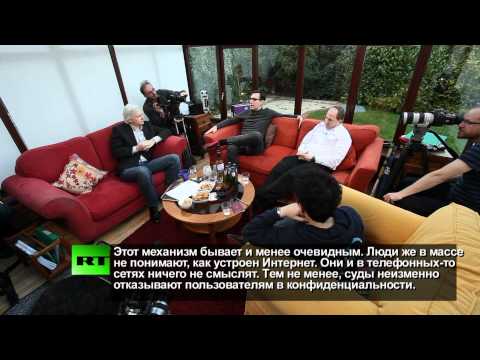 Этот механизм бывает и менее очевидным. Люди же в массе
не понимают, как устроен Интернет. Они и в телефонных-то
сетях ничего не смыслят. Тем не менее, суды неизменно
отказывают пользователям в конфиденциальности.
RT